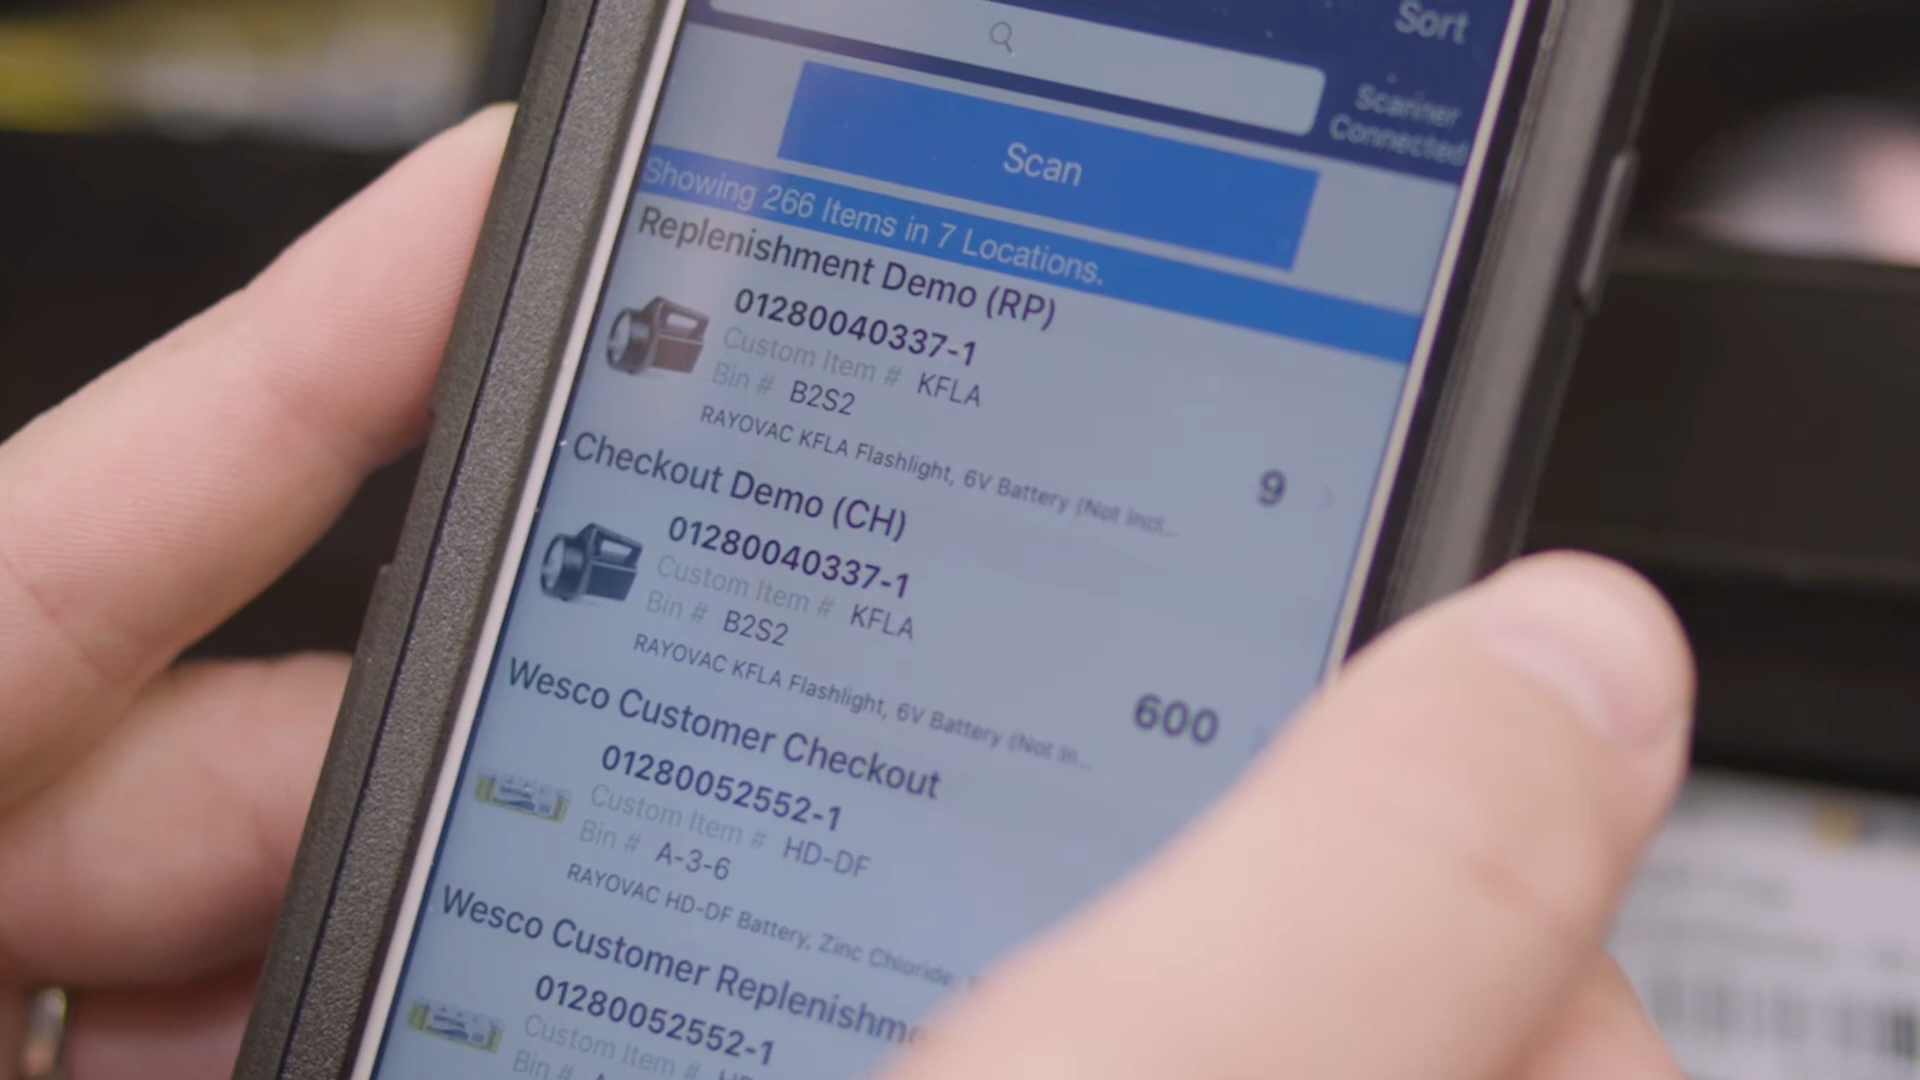 Sort
Scanner
Connected
Scan
Showing 266 Items in 7 Locations.
Replenishment Demo (RP)
01280040337-1
Custom Item # KFLA
Bin # B2S2
RAYOVAC KFLA Flashlight, 6V Battery (Not Incl...
9
Checkout Demo (CH)
01280040337-1
Custom Item # KFLA
Bin # B2S2
RAYOVAC KFLA Flashlight, 6V Battery (Not In...
600
Wesco Customer Checkout
01280052552-1
Custom Item # HD-DF
Bin # A-3-6
RAYOVAC HD-DF Battery, Zinc Chloride,
Wesco Customer Replenishme
01280052552-1
Custom Item #
Bin #